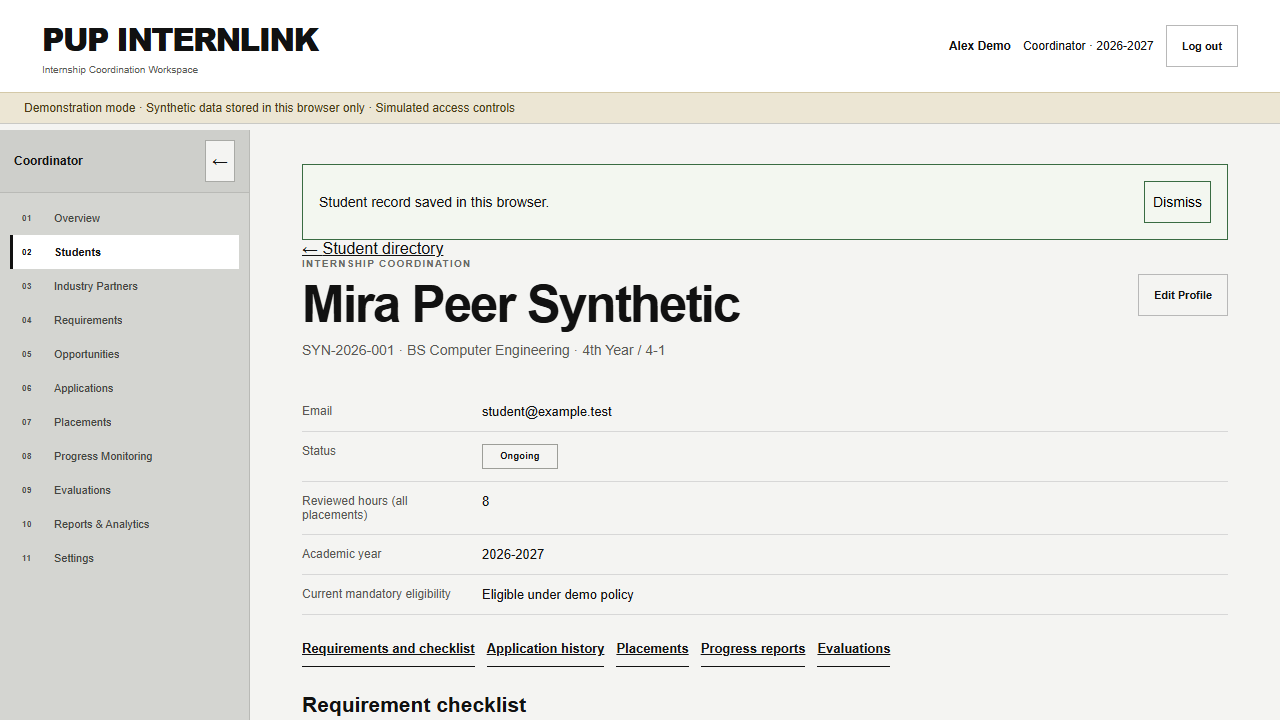 PUP INTERNLINK
Internship Coordination Workspace
Alex Demo Coordinator · 2026-2027
Log out
Demonstration mode · Synthetic data stored in this browser only · Simulated access controls
Coordinator
←
01 Overview
02 Students
03 Industry Partners
04 Requirements
05 Opportunities
06 Applications
07 Placements
08 Progress Monitoring
09 Evaluations
10 Reports & Analytics
11 Settings
Student record saved in this browser.
Dismiss
← Student directory
INTERNSHIP COORDINATION
Mira Peer Synthetic
Edit Profile
SYN-2026-001 · BS Computer Engineering · 4th Year / 4-1
Email student@example.test
Status Ongoing
Reviewed hours (all
placements)
8
Academic year 2026-2027
Current mandatory eligibility Eligible under demo policy
Requirements and checklist Application history Placements Progress reports Evaluations
Requirement checklist